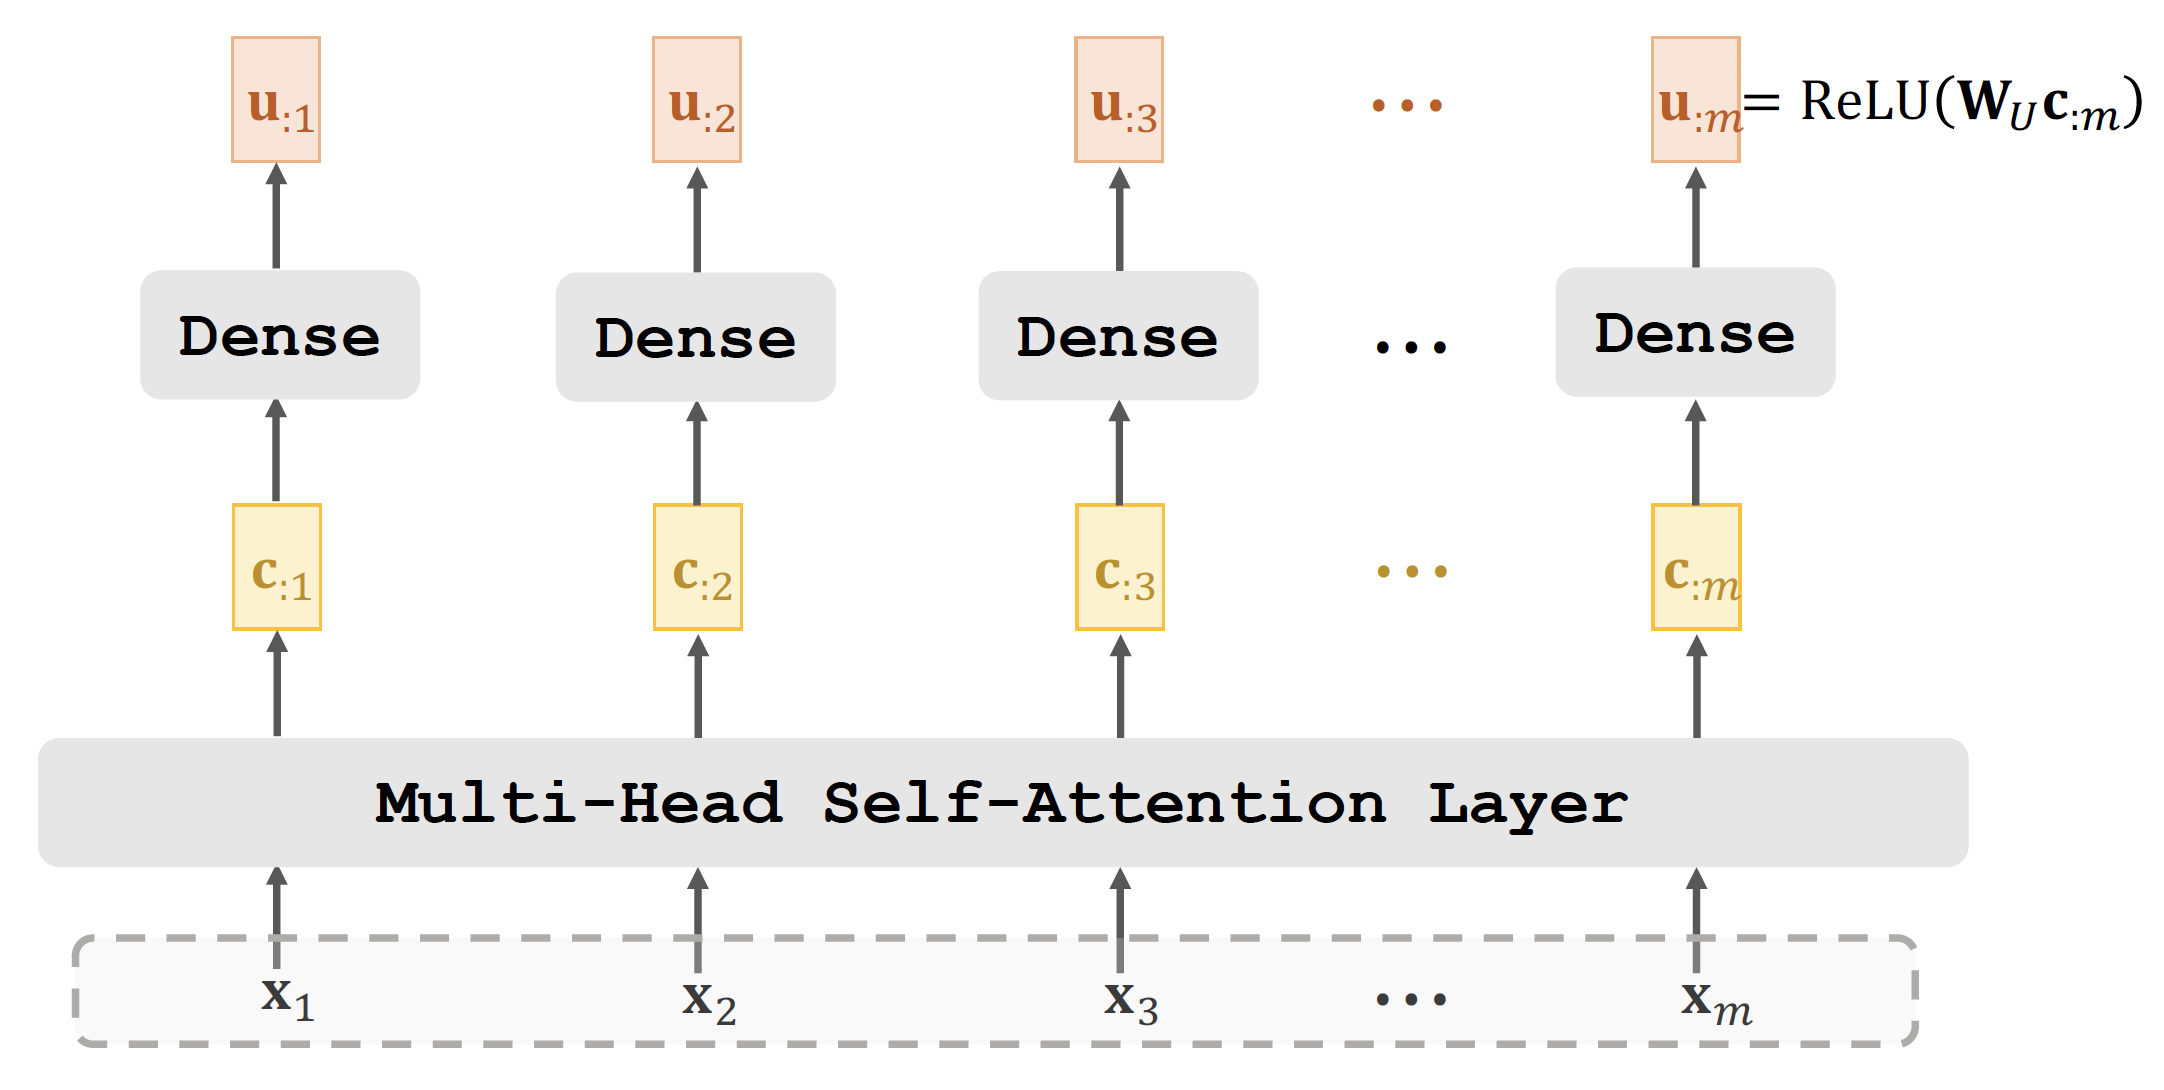 u:1 u:2 u:3 ⋯ u:m = ReLU(W_U c:m)
Dense Dense Dense ⋯ Dense
c:1 c:2 c:3 ⋯ c:m
Multi-Head Self-Attention Layer
x1 x2 x3 ⋯ xm